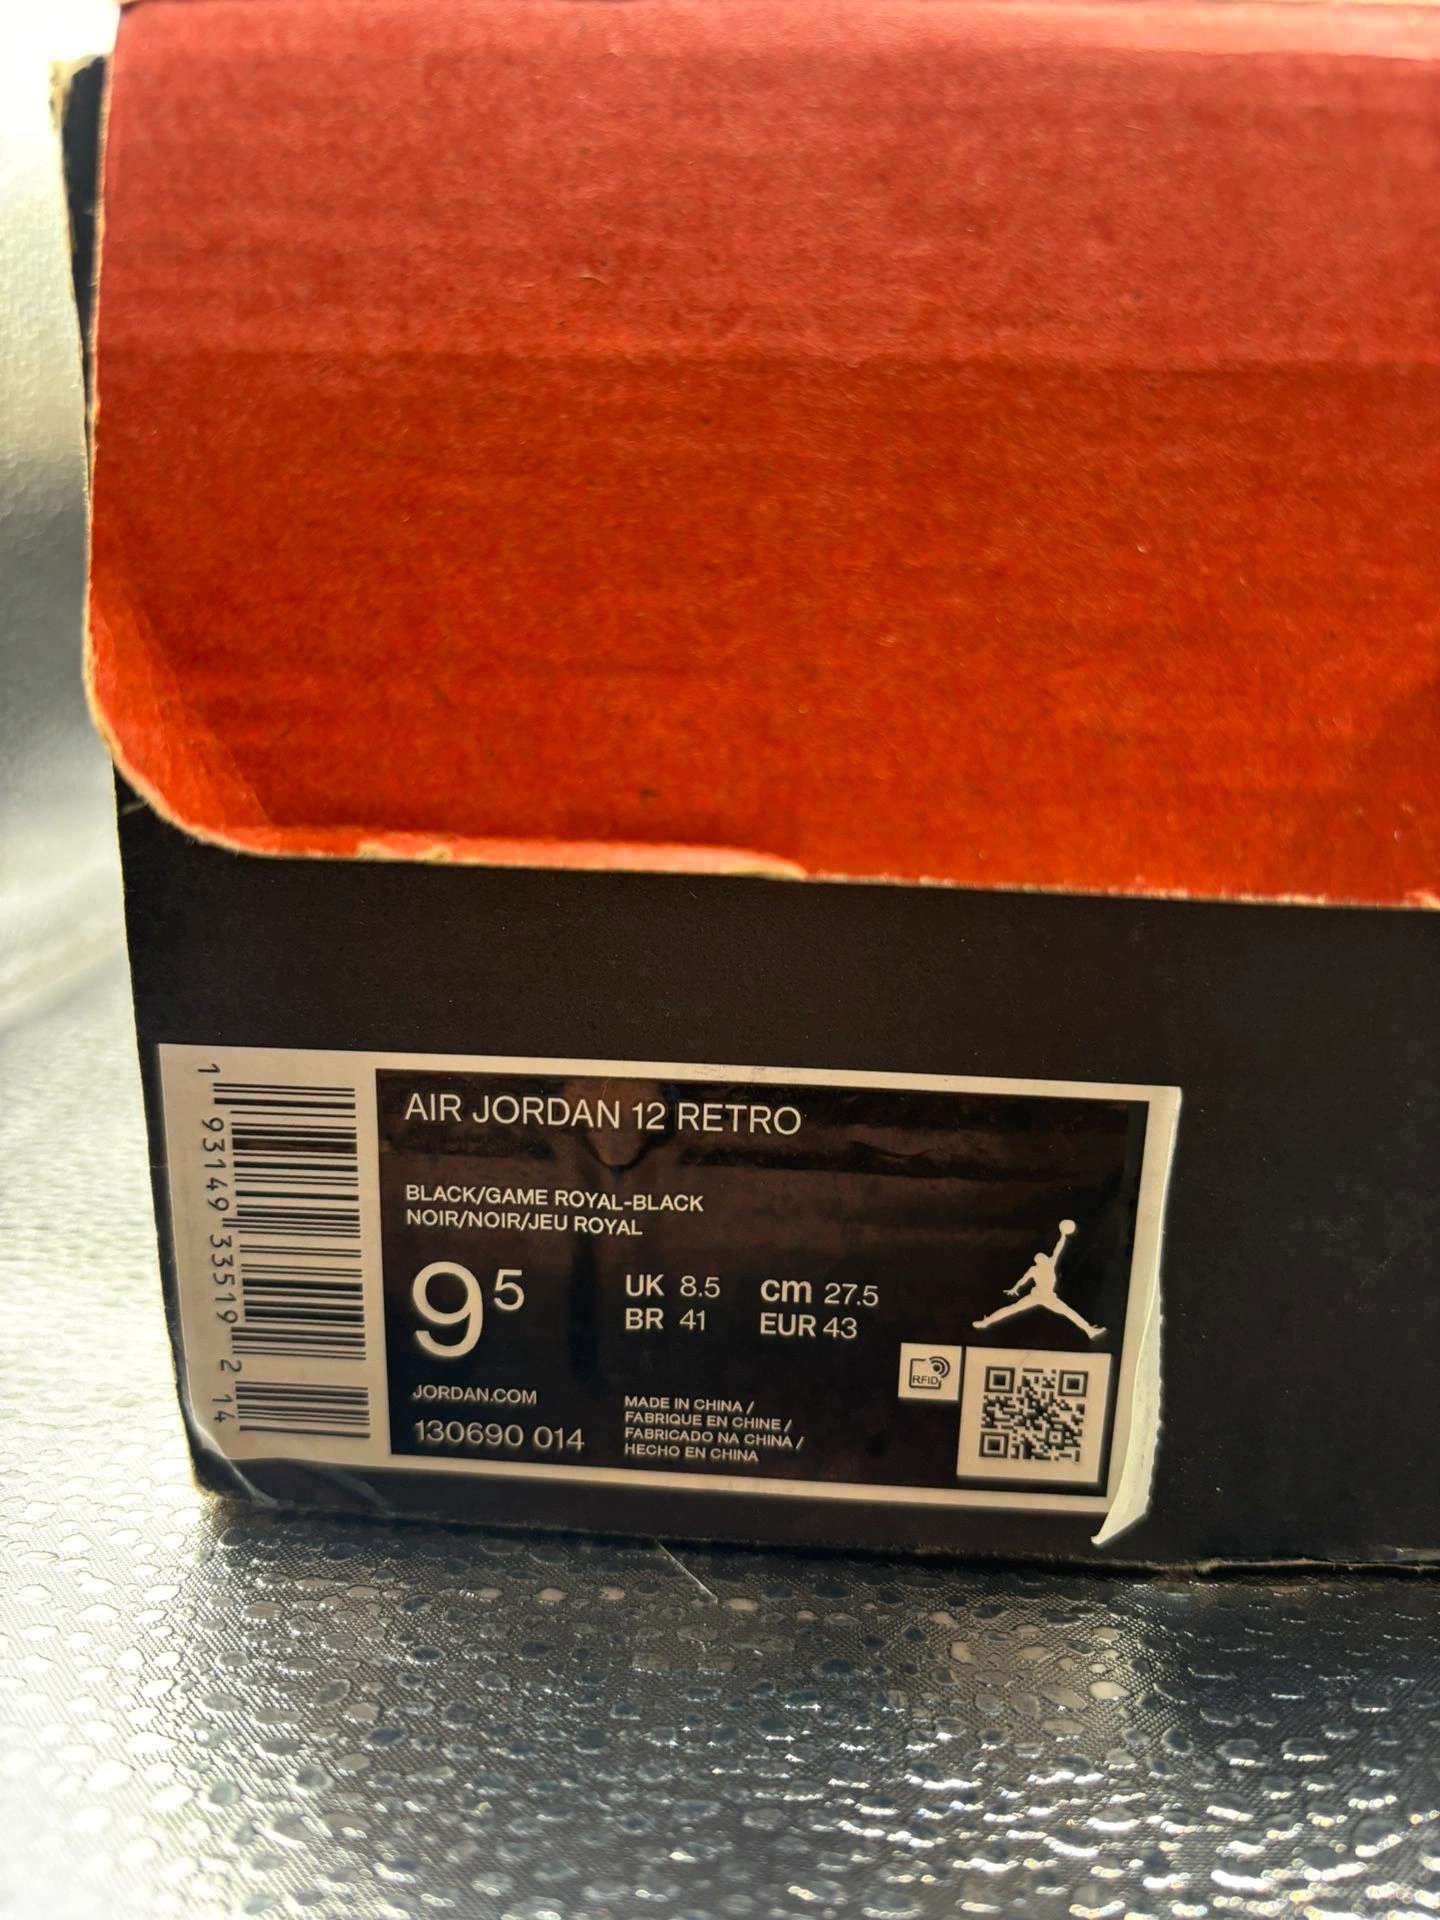 AIR JORDAN 12 RETRO
BLACK/GAME ROYAL-BLACK
NOIR/NOIR/JEU ROYAL
9 5
UK 8.5 cm 27.5
BR 41 EUR 43
JORDAN.COM
130690 014
MADE IN CHINA /
FABRIQUE EN CHINE /
FABRICADO NA CHINA /
HECHO EN CHINA
RFID
1 93149 33519 2 14